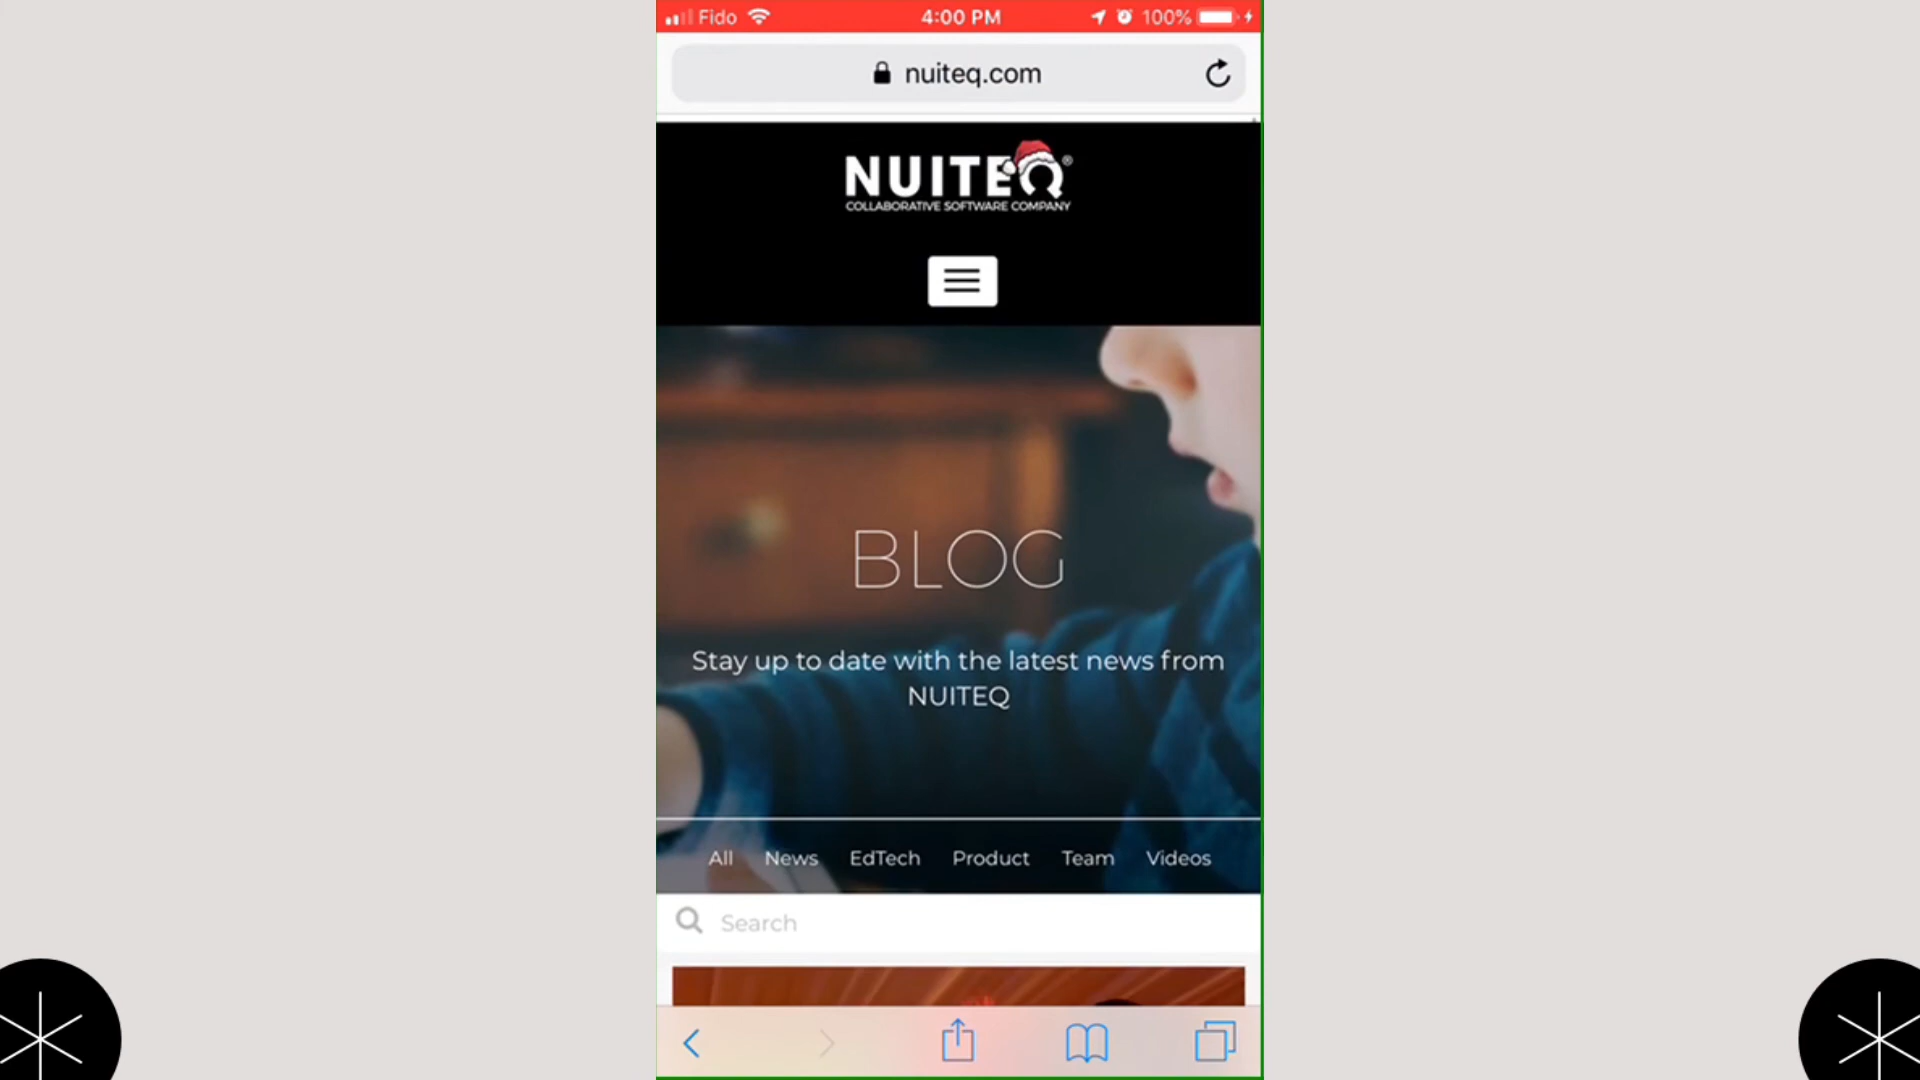 Fido 4:00 PM 100%
nuiteq.com
NUITEQ®
COLLABORATIVE SOFTWARE COMPANY
BLOG
Stay up to date with the latest news from
NUITEQ
All News EdTech Product Team Videos
Search